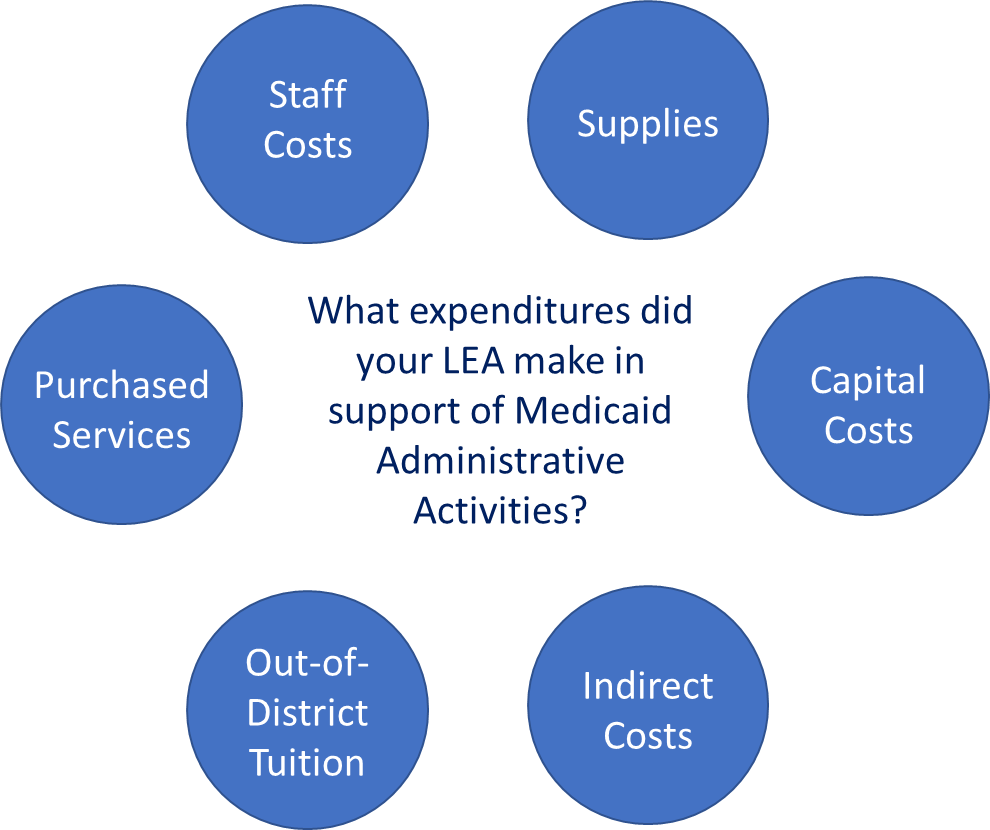 Staff
Costs
Supplies
What expenditures did
your LEA make in
support of Medicaid
Administrative
Activities?
Purchased
Services
Capital
Costs
Out-of-
District
Tuition
Indirect
Costs